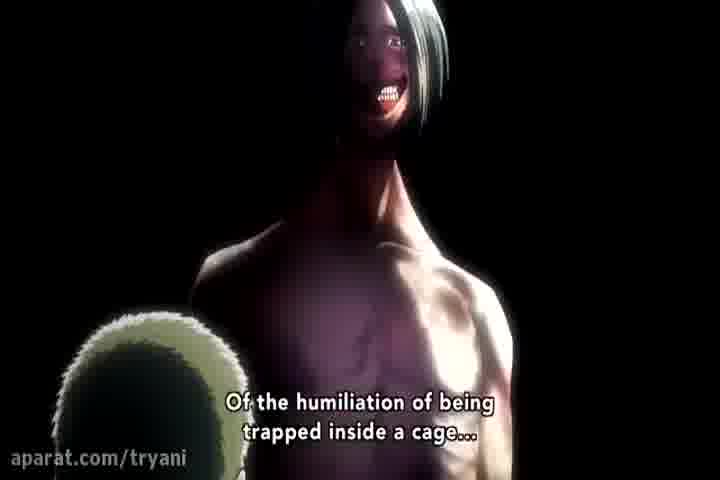 Of the humiliation of being
trapped inside a cage...
aparat.com/tryani